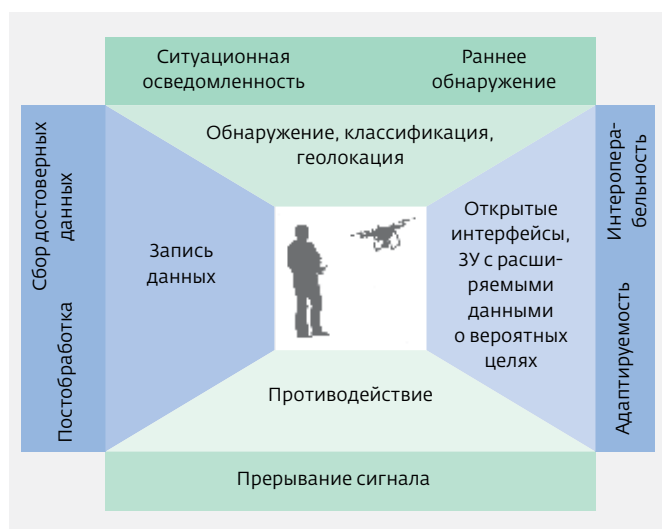 Ситуационная
осведомленность
Раннее
обнаружение
Обнаружение, классификация,
геолокация
Сбор достоверных
данных
Постобработка
Запись
данных
Открытые
интерфейсы,
ЗУ с расши-
ряемыми
данными
о вероятных
целях
Интеропера-
бельность
Адаптируемость
Противодействие
Прерывание сигнала